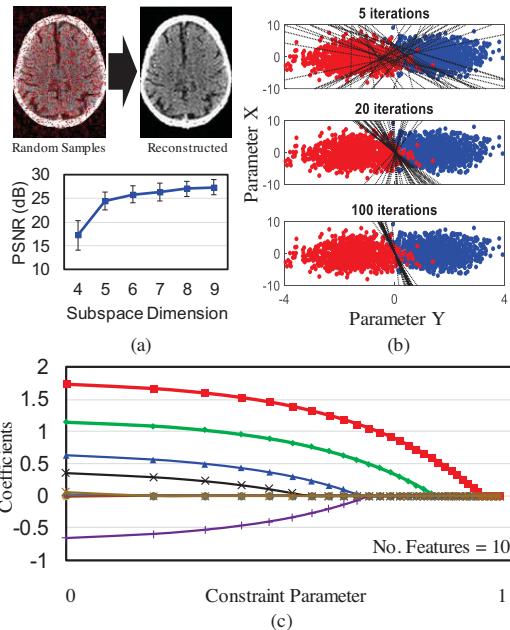 Random Samples
Reconstructed
PSNR (dB)
30
25
20
15
10
4 5 6 7 8 9
Subspace Dimension
(a)
5 iterations
10
0
-10
20 iterations
10
0
-10
100 iterations
10
0
-10
-4 0 4
Parameter X
Parameter Y
(b)
Coefficients
2
1.5
1
0.5
0
-0.5
-1
No. Features = 10
0 Constraint Parameter 1
(c)